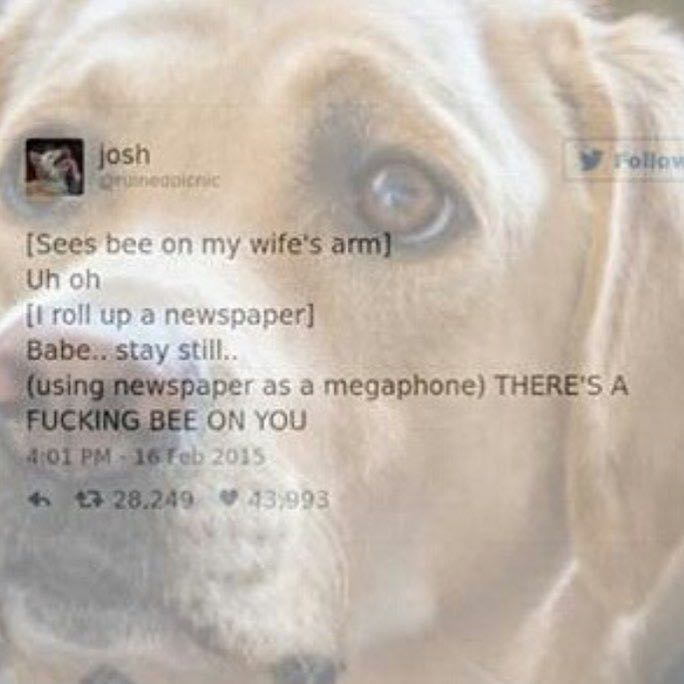 josh
@ruinedpicnic
Follow
[Sees bee on my wife's arm]
Uh oh
[I roll up a newspaper]
Babe.. stay still..
(using newspaper as a megaphone) THERE'S A
FUCKING BEE ON YOU
4:01 PM - 16 Feb 2015
28,249 43,993